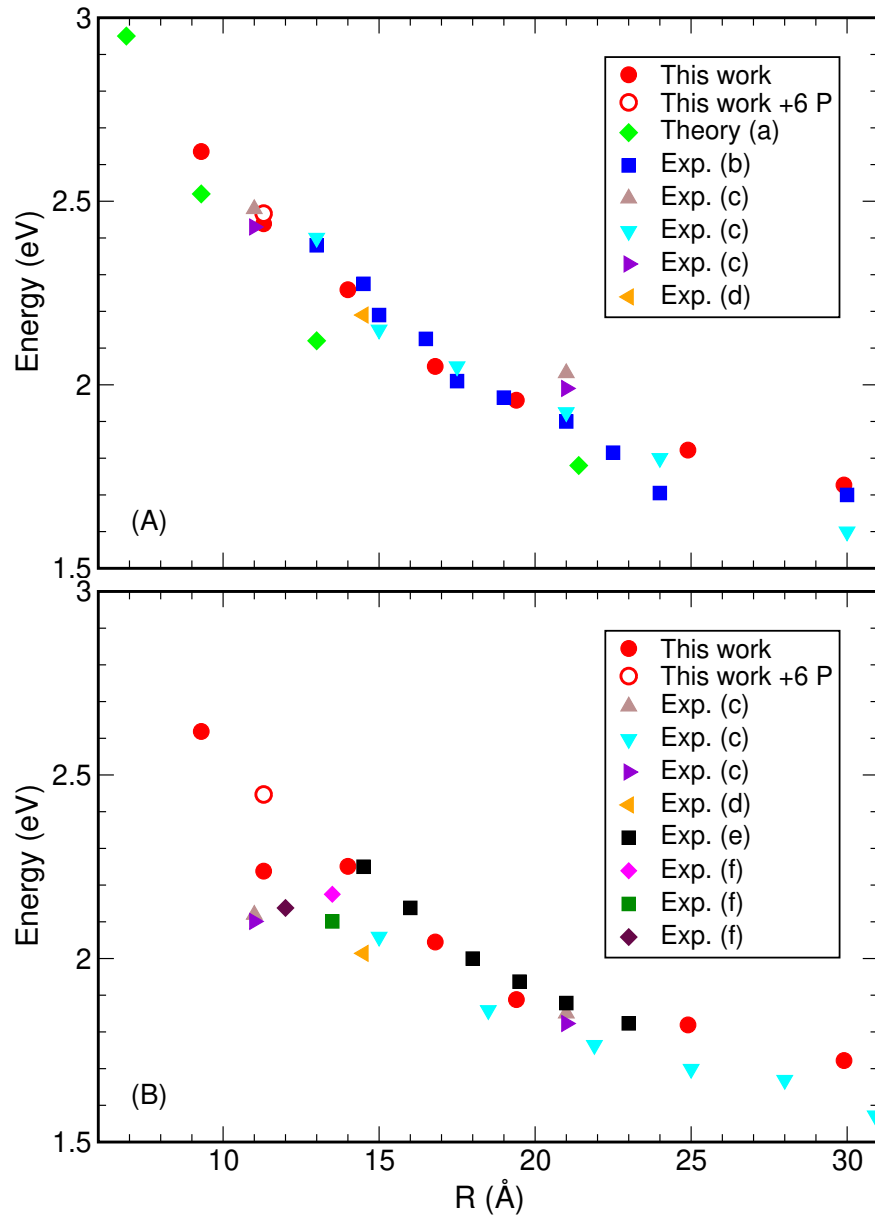 3
This work
This work +6 P
Theory (a)
Exp. (b)
Exp. (c)
Exp. (c)
Exp. (c)
Exp. (d)
2.5
Energy (eV)
2
(A)
1.5
3
This work
This work +6 P
Exp. (c)
Exp. (c)
Exp. (c)
Exp. (d)
Exp. (e)
Exp. (f)
Exp. (f)
Exp. (f)
2.5
Energy (eV)
2
(B)
1.5
10 15 20 25 30
R (Å)